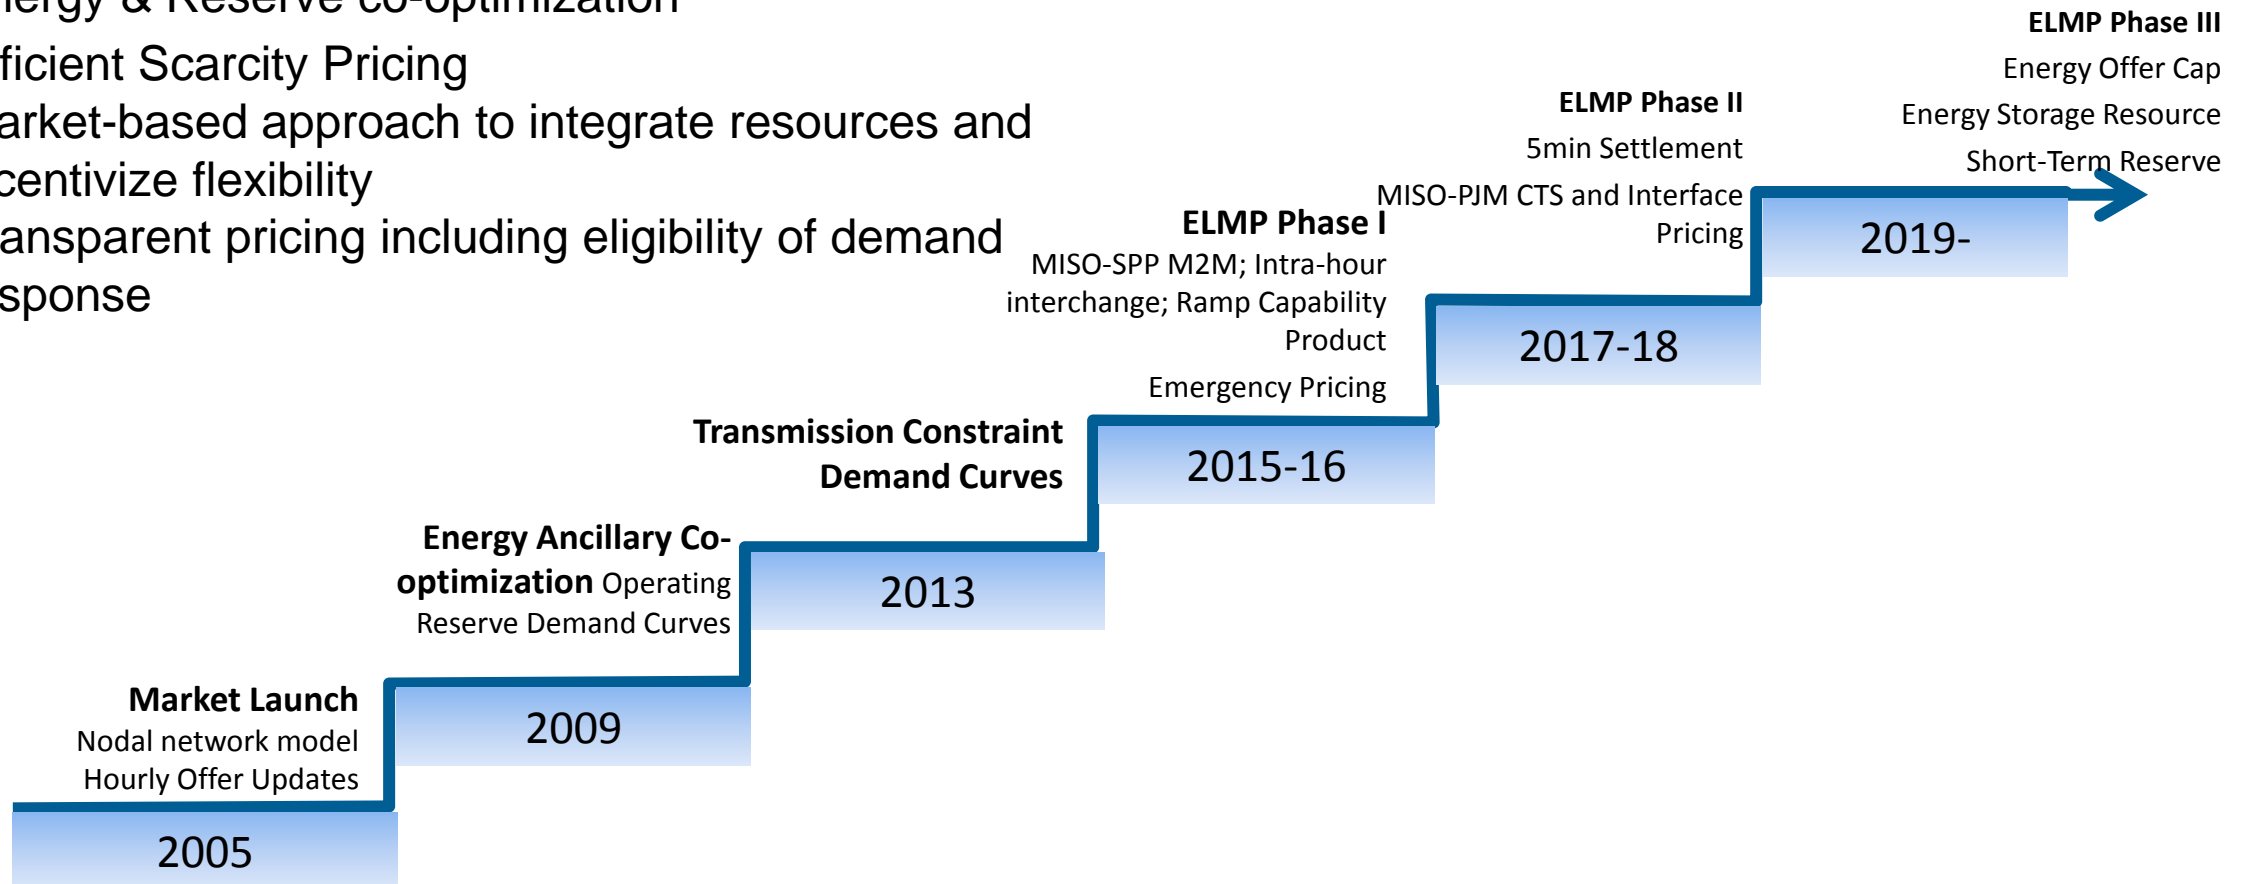 nergy & Reserve co-optimization
ficient Scarcity Pricing
arket-based approach to integrate resources and
centivize flexibility
ansparent pricing including eligibility of demand
sponse
ELMP Phase III
Energy Offer Cap
Energy Storage Resource
Short-Term Reserve
ELMP Phase II
5min Settlement
MISO-PJM CTS and Interface
Pricing
2019-
ELMP Phase I
MISO-SPP M2M; Intra-hour
interchange; Ramp Capability
Product
Emergency Pricing
2017-18
Transmission Constraint
Demand Curves
2015-16
Energy Ancillary Co-
optimization Operating
Reserve Demand Curves
2013
Market Launch
Nodal network model
Hourly Offer Updates
2009
2005